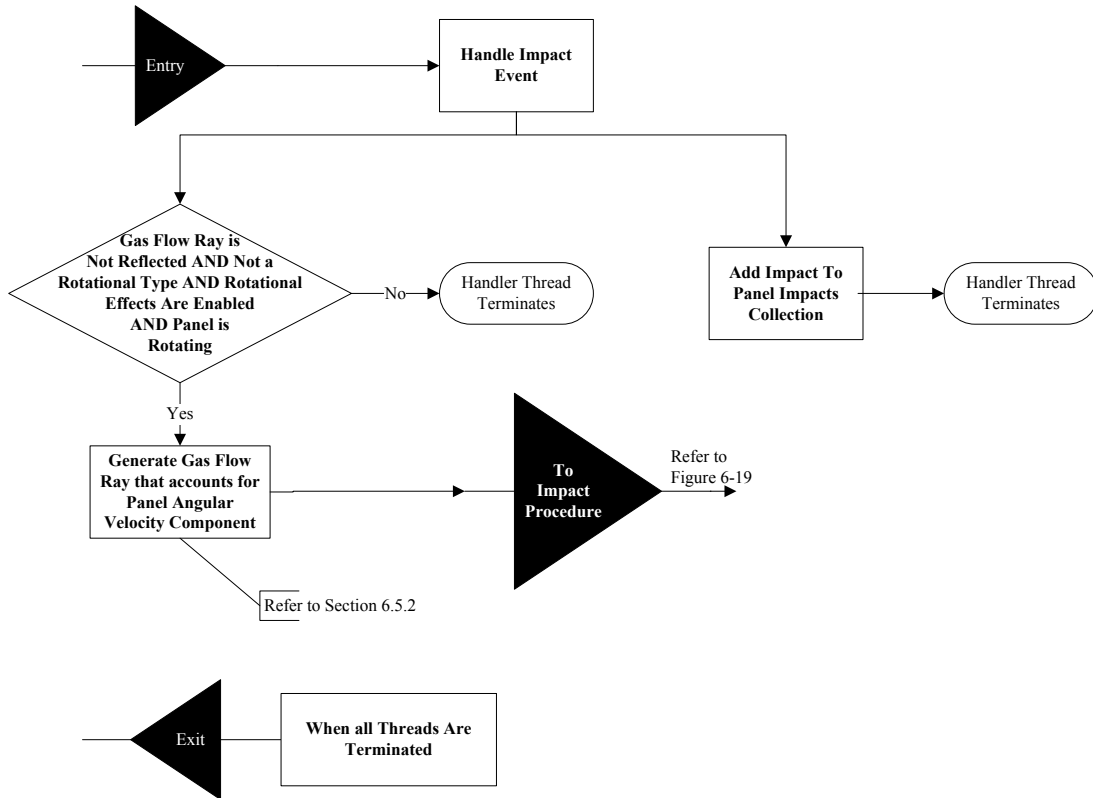 Entry
Handle Impact
Event
Gas Flow Ray is
Not Reflected AND Not a
Rotational Type AND Rotational
Effects Are Enabled
AND Panel is
Rotating
No
Handler Thread
Terminates
Add Impact To
Panel Impacts
Collection
Handler Thread
Terminates
Yes
Generate Gas Flow
Ray that accounts for
Panel Angular
Velocity Component
To
Impact
Procedure
Refer to
Figure 6-19
Refer to Section 6.5.2
Exit
When all Threads Are
Terminated